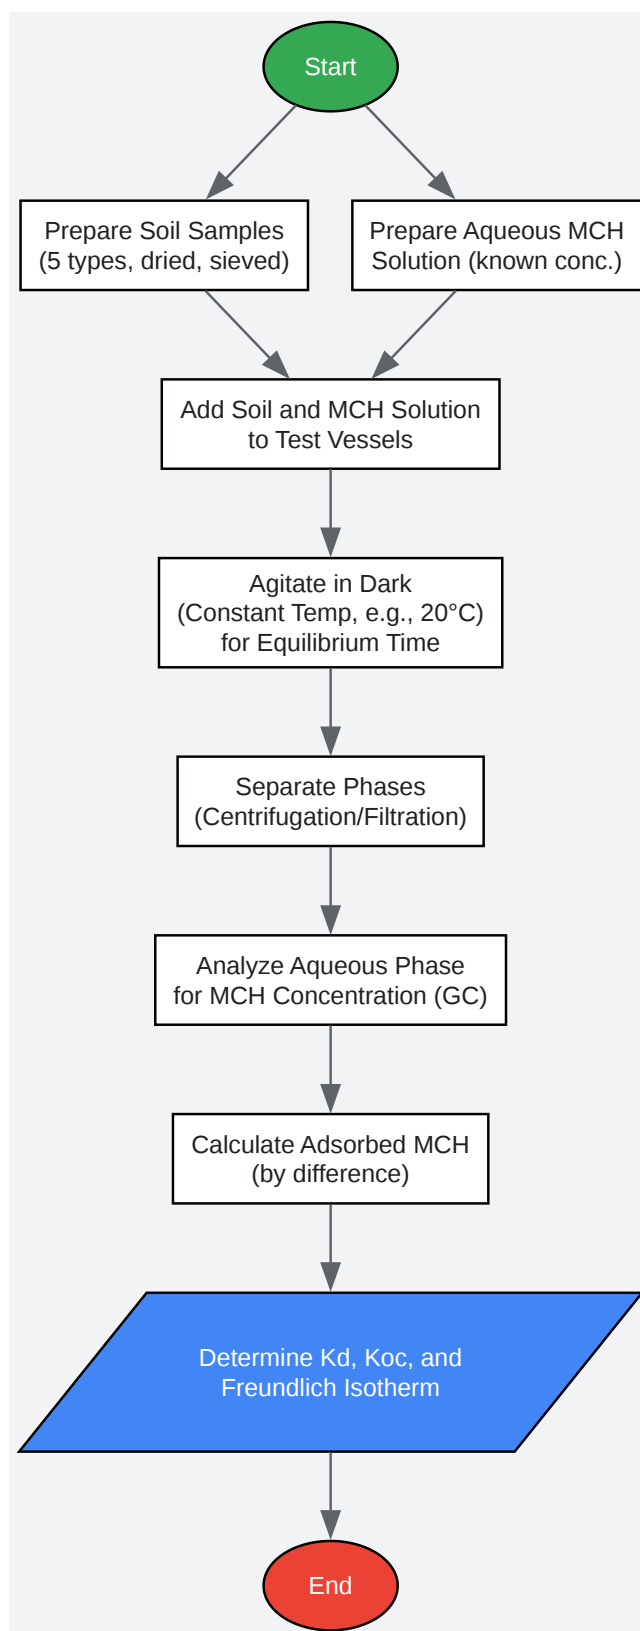 Start
Prepare Soil Samples
(5 types, dried, sieved)
Prepare Aqueous MCH
Solution (known conc.)
Add Soil and MCH Solution
to Test Vessels
Agitate in Dark
(Constant Temp, e.g., 20°C)
for Equilibrium Time
Separate Phases
(Centrifugation/Filtration)
Analyze Aqueous Phase
for MCH Concentration (GC)
Calculate Adsorbed MCH
(by difference)
Determine Kd, Koc, and
Freundlich Isotherm
End